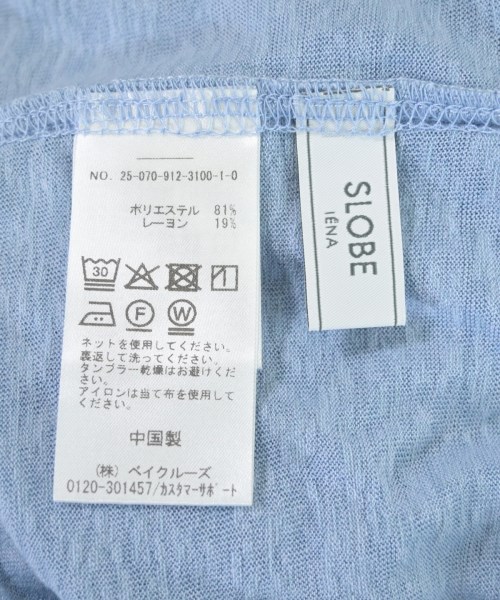 NO. 25-070-912-3100-1-0
ポリエステル 81%
レーヨン 19%
30
F W
ネットを使用してください。
裏返して洗ってください。
タンブラー乾燥はお避けくだ
さい。
アイロンは当て布を使用して
ください。
中国製
(株) ベイクルーズ
0120-301457/カスタマーサポート
SLOBE
IÉNA